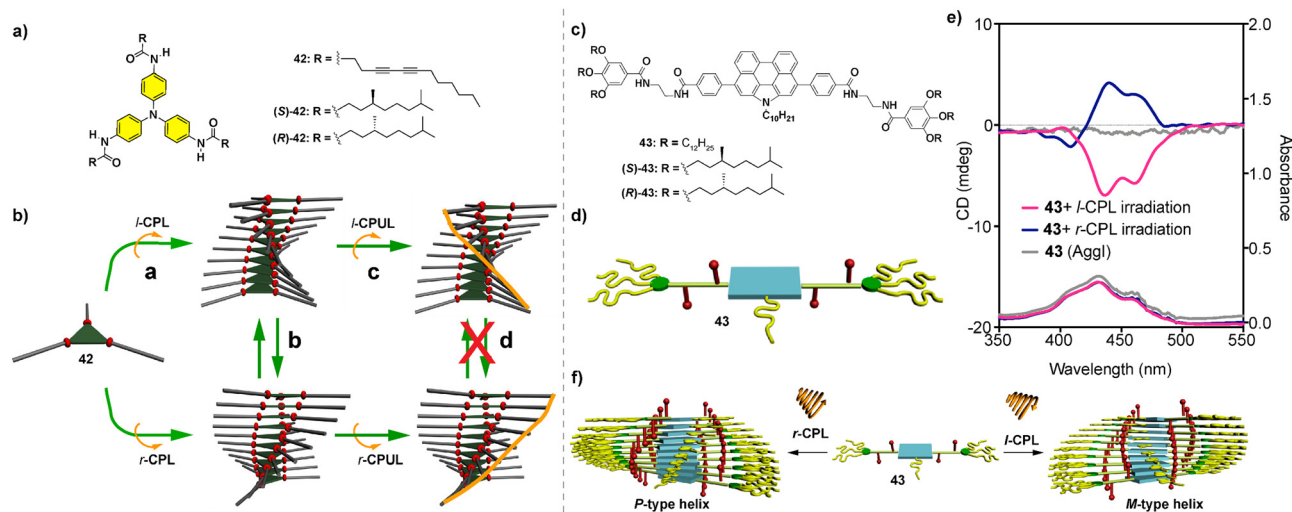 a)
R
O
N
H
N
H
N
O
R
N
H
O
R
42: R =
(S)-42: R =
(R)-42: R =
b)
l-CPL
a
l-CPUL
c
42
b
d
r-CPL
r-CPUL
c)
RO
RO
RO
O
NH
NH
O
N
C10H21
O
HN
HN
O
OR
OR
OR
43: R = C12H25
(S)-43: R =
(R)-43: R =
d)
43
e)
10
0
-10
-20
CD (mdeg)
2.0
1.5
1.0
0.5
0.0
Absorbance
43+ l-CPL irradiation
43+ r-CPL irradiation
43 (AggI)
350
400
450
500
550
Wavelength (nm)
f)
r-CPL
l-CPL
43
P-type helix
M-type helix